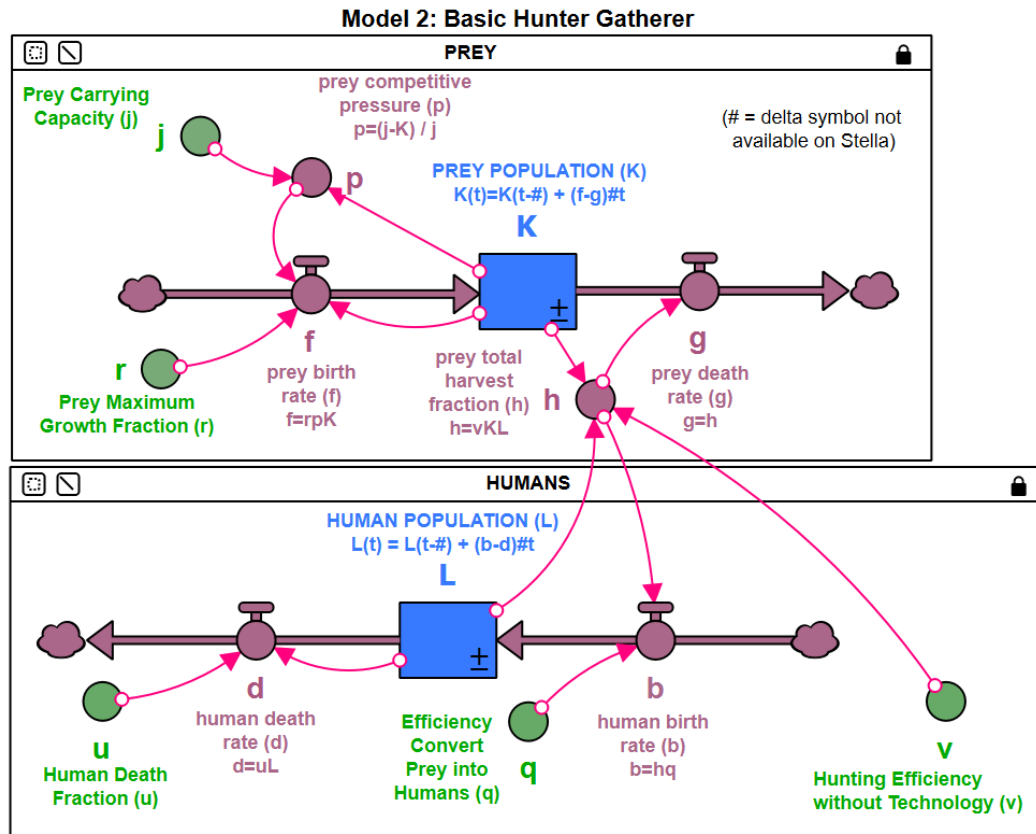 Model 2: Basic Hunter Gatherer
PREY
Prey Carrying
Capacity (j)
j
prey competitive
pressure (p)
p=(j-K) / j
p
(# = delta symbol not
available on Stella)
PREY POPULATION (K)
K(t)=K(t-#) + (f-g)#t
K
±
f
prey birth
rate (f)
f=rpK
r
Prey Maximum
Growth Fraction (r)
prey total
harvest
fraction (h)
h=vKL
h
g
prey death
rate (g)
g=h
HUMANS
HUMAN POPULATION (L)
L(t) = L(t-#) + (b-d)#t
L
±
d
human death
rate (d)
d=uL
u
Human Death
Fraction (u)
Efficiency
Convert
Prey into
Humans (q)
q
b
human birth
rate (b)
b=hq
v
Hunting Efficiency
without Technology (v)